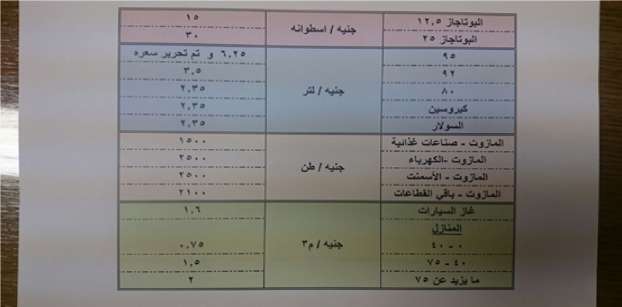 البوتاجاز ١٢.٥ جنيه / اسطوانه ١٥
البوتاجاز ٢٥ ٣٠
٩٥ جنيه / لتر ٦.٢٥ و تم تحرير سعره
٩٢ ٣.٥
٨٠ ٢.٣٥
كيروسين ٢.٣٥
السولار ٢.٣٥
المازوت - صناعات غذائية جنيه / طن ١٥٠٠
المازوت -الكهرباء ٢٥٠٠
المازوت - الأسمنت ٢٥٠٠
المازوت - باقي القطاعات ٢١٠٠
غاز السيارات جنيه / م٣ ١.٦
المنازل
٠ - ٤٠ ٠.٧٥
٤٠ - ٧٥ ١.٥
ما يزيد عن ٧٥ ٢